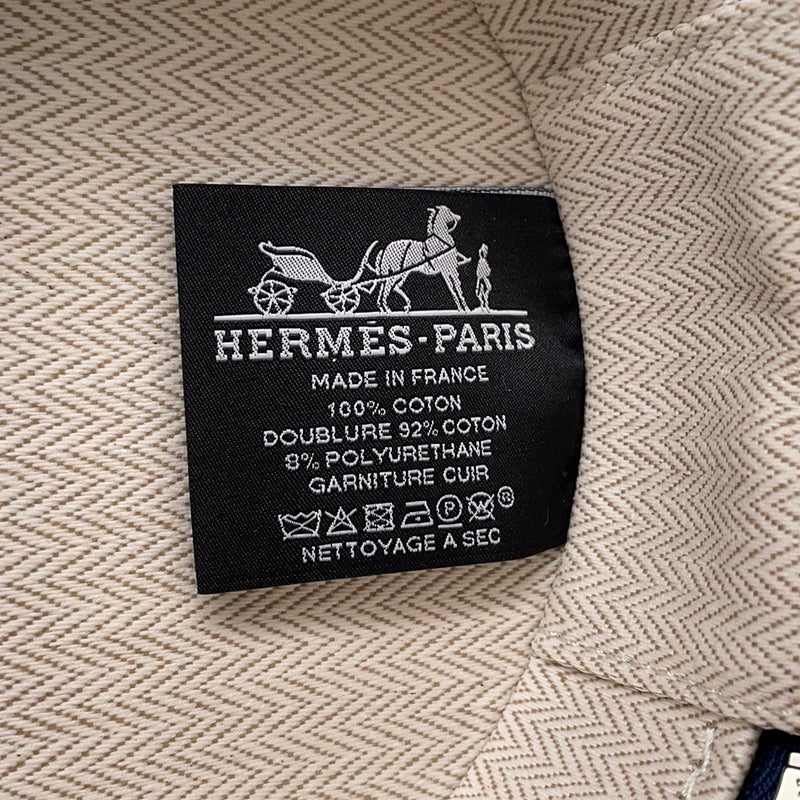 HERMÈS-PARIS
MADE IN FRANCE
100% COTON
DOUBLURE 92% COTON
8% POLYURETHANE
GARNITURE CUIR
P W ®
NETTOYAGE A SEC